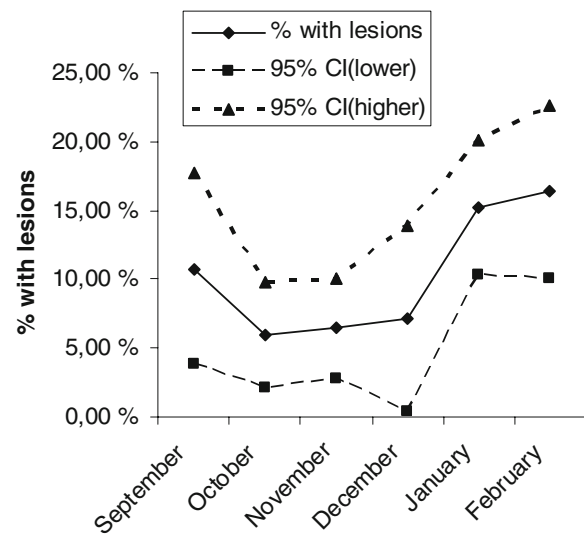 % with lesions
95% CI(lower)
95% CI(higher)
25,00 %
20,00 %
15,00 %
10,00 %
5,00 %
0,00 %
% with lesions
September
October
November
December
January
February